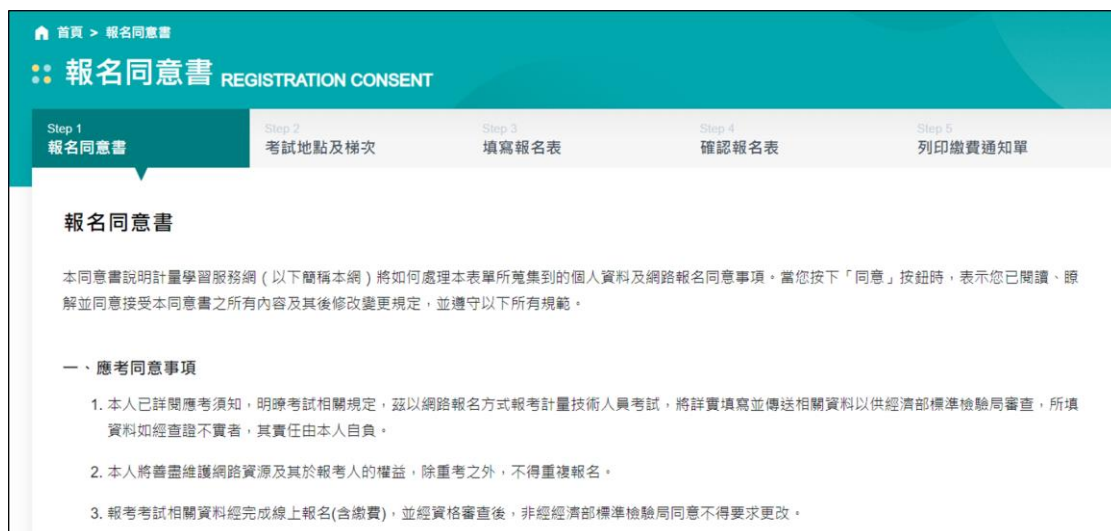 首頁 > 報名同意書
報名同意書 REGISTRATION CONSENT
Step 1
報名同意書
Step 2
考試地點及梯次
Step 3
填寫報名表
Step 4
確認報名表
Step 5
列印繳費通知單
報名同意書
本同意書說明計量學習服務網(以下簡稱本網)將如何處理本表單所蒐集到的個人資料及網路報名同意事項。當您按下「同意」按鈕時,表示您已閱讀、瞭
解並同意接受本同意書之所有內容及其後修改變更規定,並遵守以下所有規範。
一、應考同意事項
1. 本人已詳閱應考須知,明瞭考試相關規定,茲以網路報名方式報考計量技術人員考試,將詳實填寫並傳送相關資料以供經濟部標準檢驗局審查,所填
資料如經查證不實者,其責任由本人自負。
2. 本人將善盡維護網路資源及其於報考人的權益,除重考之外,不得重複報名。
3. 報考考試相關資料經完成線上報名(含繳費),並經資格審查後,非經經濟部標準檢驗局同意不得要求更改。